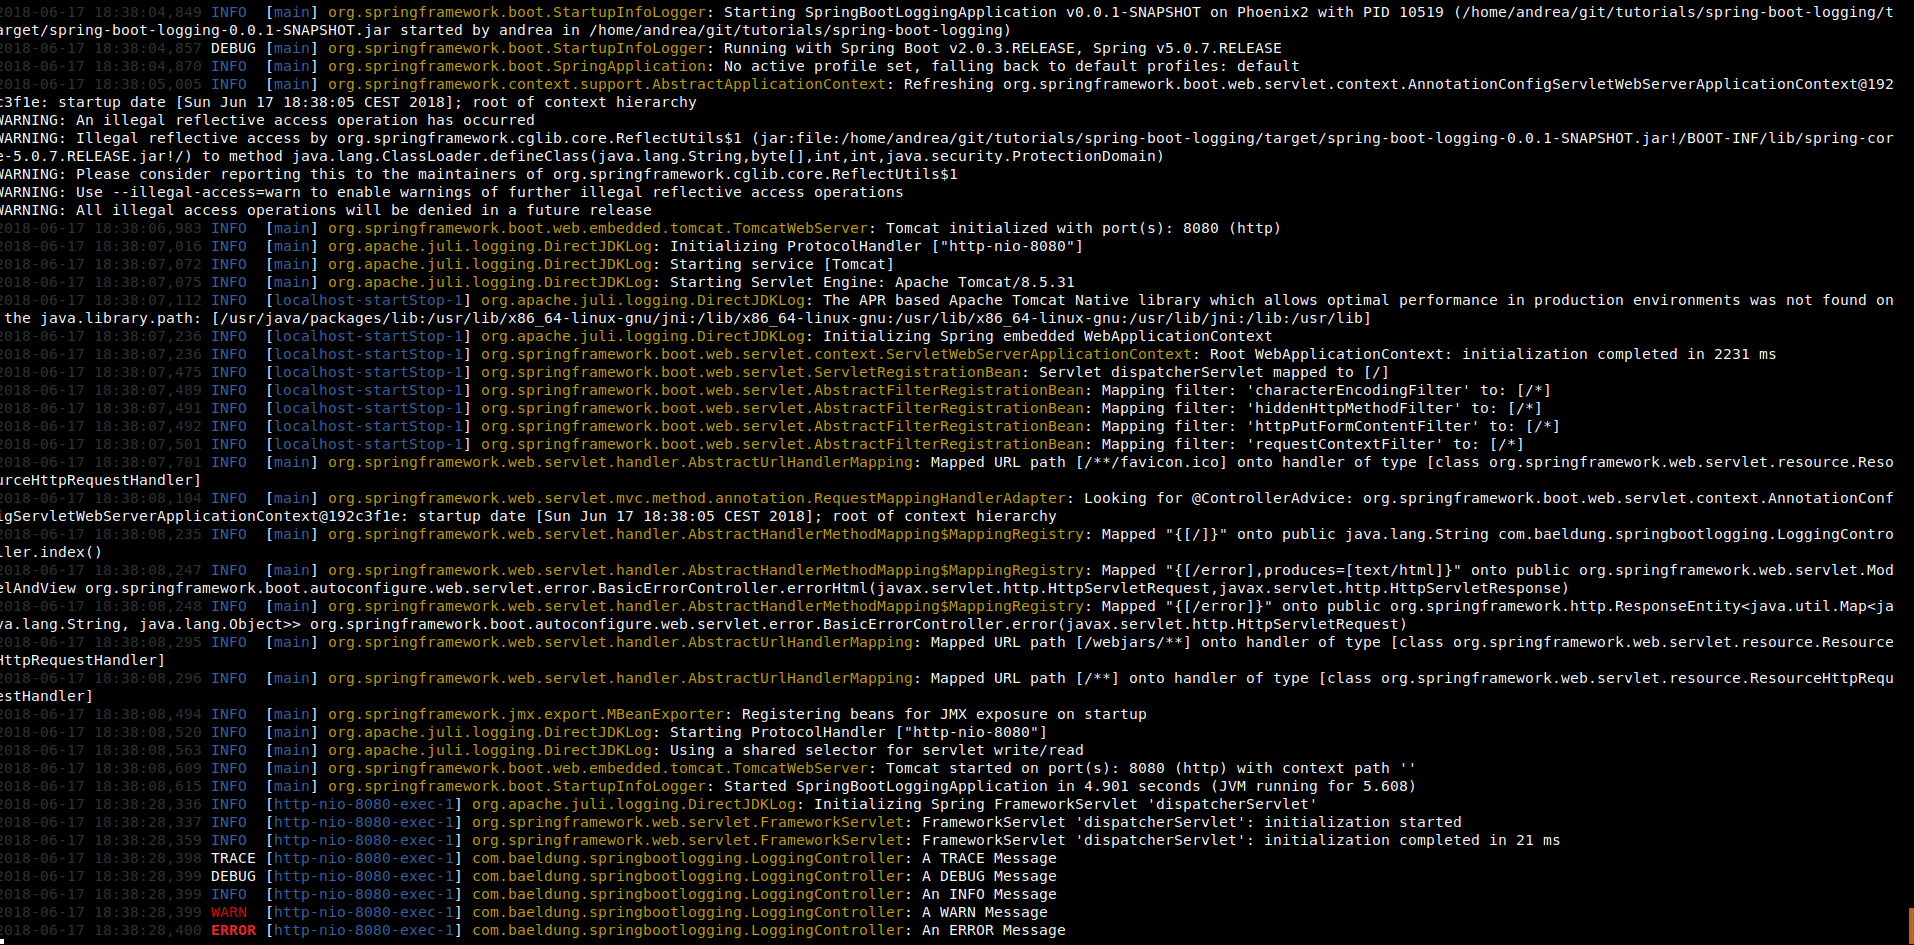 2018-06-17 18:38:04,849 INFO  [main] org.springframework.boot.StartupInfoLogger: Starting SpringBootLoggingApplication v0.0.1-SNAPSHOT on Phoenix2 with PID 10519 (/home/andrea/git/tutorials/spring-boot-logging/t
arget/spring-boot-logging-0.0.1-SNAPSHOT.jar started by andrea in /home/andrea/git/tutorials/spring-boot-logging)
2018-06-17 18:38:04,857 DEBUG [main] org.springframework.boot.StartupInfoLogger: Running with Spring Boot v2.0.3.RELEASE, Spring v5.0.7.RELEASE
2018-06-17 18:38:04,870 INFO  [main] org.springframework.boot.SpringApplication: No active profile set, falling back to default profiles: default
2018-06-17 18:38:05,005 INFO  [main] org.springframework.context.support.AbstractApplicationContext: Refreshing org.springframework.boot.web.servlet.context.AnnotationConfigServletWebServerApplicationContext@192
c3f1e: startup date [Sun Jun 17 18:38:05 CEST 2018]; root of context hierarchy
WARNING: An illegal reflective access operation has occurred
WARNING: Illegal reflective access by org.springframework.cglib.core.ReflectUtils$1 (jar:file:/home/andrea/git/tutorials/spring-boot-logging/target/spring-boot-logging-0.0.1-SNAPSHOT.jar!/BOOT-INF/lib/spring-cor
e-5.0.7.RELEASE.jar!/) to method java.lang.ClassLoader.defineClass(java.lang.String,byte[],int,int,java.security.ProtectionDomain)
WARNING: Please consider reporting this to the maintainers of org.springframework.cglib.core.ReflectUtils$1
WARNING: Use --illegal-access=warn to enable warnings of further illegal reflective access operations
WARNING: All illegal access operations will be denied in a future release
2018-06-17 18:38:06,983 INFO  [main] org.springframework.boot.web.embedded.tomcat.TomcatWebServer: Tomcat initialized with port(s): 8080 (http)
2018-06-17 18:38:07,016 INFO  [main] org.apache.juli.logging.DirectJDKLog: Initializing ProtocolHandler ["http-nio-8080"]
2018-06-17 18:38:07,072 INFO  [main] org.apache.juli.logging.DirectJDKLog: Starting service [Tomcat]
2018-06-17 18:38:07,075 INFO  [main] org.apache.juli.logging.DirectJDKLog: Starting Servlet Engine: Apache Tomcat/8.5.31
2018-06-17 18:38:07,112 INFO  [localhost-startStop-1] org.apache.juli.logging.DirectJDKLog: The APR based Apache Tomcat Native library which allows optimal performance in production environments was not found on
 the java.library.path: [/usr/java/packages/lib:/usr/lib/x86_64-linux-gnu/jni:/lib/x86_64-linux-gnu:/usr/lib/x86_64-linux-gnu:/usr/lib/jni:/lib:/usr/lib]
2018-06-17 18:38:07,236 INFO  [localhost-startStop-1] org.apache.juli.logging.DirectJDKLog: Initializing Spring embedded WebApplicationContext
2018-06-17 18:38:07,236 INFO  [localhost-startStop-1] org.springframework.boot.web.servlet.context.ServletWebServerApplicationContext: Root WebApplicationContext: initialization completed in 2231 ms
2018-06-17 18:38:07,475 INFO  [localhost-startStop-1] org.springframework.boot.web.servlet.ServletRegistrationBean: Servlet dispatcherServlet mapped to [/]
2018-06-17 18:38:07,489 INFO  [localhost-startStop-1] org.springframework.boot.web.servlet.AbstractFilterRegistrationBean: Mapping filter: 'characterEncodingFilter' to: [/*]
2018-06-17 18:38:07,491 INFO  [localhost-startStop-1] org.springframework.boot.web.servlet.AbstractFilterRegistrationBean: Mapping filter: 'hiddenHttpMethodFilter' to: [/*]
2018-06-17 18:38:07,492 INFO  [localhost-startStop-1] org.springframework.boot.web.servlet.AbstractFilterRegistrationBean: Mapping filter: 'httpPutFormContentFilter' to: [/*]
2018-06-17 18:38:07,501 INFO  [localhost-startStop-1] org.springframework.boot.web.servlet.AbstractFilterRegistrationBean: Mapping filter: 'requestContextFilter' to: [/*]
2018-06-17 18:38:07,701 INFO  [main] org.springframework.web.servlet.handler.AbstractUrlHandlerMapping: Mapped URL path [/**/favicon.ico] onto handler of type [class org.springframework.web.servlet.resource.Reso
urceHttpRequestHandler]
2018-06-17 18:38:08,104 INFO  [main] org.springframework.web.servlet.mvc.method.annotation.RequestMappingHandlerAdapter: Looking for @ControllerAdvice: org.springframework.boot.web.servlet.context.AnnotationConf
igServletWebServerApplicationContext@192c3f1e: startup date [Sun Jun 17 18:38:05 CEST 2018]; root of context hierarchy
2018-06-17 18:38:08,235 INFO  [main] org.springframework.web.servlet.handler.AbstractHandlerMethodMapping$MappingRegistry: Mapped "{[/]}" onto public java.lang.String com.baeldung.springbootlogging.LoggingContro
ller.index()
2018-06-17 18:38:08,247 INFO  [main] org.springframework.web.servlet.handler.AbstractHandlerMethodMapping$MappingRegistry: Mapped "{[/error],produces=[text/html]}" onto public org.springframework.web.servlet.Mod
elAndView org.springframework.boot.autoconfigure.web.servlet.error.BasicErrorController.errorHtml(javax.servlet.http.HttpServletRequest,javax.servlet.http.HttpServletResponse)
2018-06-17 18:38:08,248 INFO  [main] org.springframework.web.servlet.handler.AbstractHandlerMethodMapping$MappingRegistry: Mapped "{[/error]}" onto public org.springframework.http.ResponseEntity<java.util.Map<ja
va.lang.String, java.lang.Object>> org.springframework.boot.autoconfigure.web.servlet.error.BasicErrorController.error(javax.servlet.http.HttpServletRequest)
2018-06-17 18:38:08,295 INFO  [main] org.springframework.web.servlet.handler.AbstractUrlHandlerMapping: Mapped URL path [/webjars/**] onto handler of type [class org.springframework.web.servlet.resource.Resource
HttpRequestHandler]
2018-06-17 18:38:08,296 INFO  [main] org.springframework.web.servlet.handler.AbstractUrlHandlerMapping: Mapped URL path [/**] onto handler of type [class org.springframework.web.servlet.resource.ResourceHttpRequ
estHandler]
2018-06-17 18:38:08,494 INFO  [main] org.springframework.jmx.export.MBeanExporter: Registering beans for JMX exposure on startup
2018-06-17 18:38:08,520 INFO  [main] org.apache.juli.logging.DirectJDKLog: Starting ProtocolHandler ["http-nio-8080"]
2018-06-17 18:38:08,563 INFO  [main] org.apache.juli.logging.DirectJDKLog: Using a shared selector for servlet write/read
2018-06-17 18:38:08,609 INFO  [main] org.springframework.boot.web.embedded.tomcat.TomcatWebServer: Tomcat started on port(s): 8080 (http) with context path ''
2018-06-17 18:38:08,615 INFO  [main] org.springframework.boot.StartupInfoLogger: Started SpringBootLoggingApplication in 4.901 seconds (JVM running for 5.608)
2018-06-17 18:38:28,336 INFO  [http-nio-8080-exec-1] org.apache.juli.logging.DirectJDKLog: Initializing Spring FrameworkServlet 'dispatcherServlet'
2018-06-17 18:38:28,337 INFO  [http-nio-8080-exec-1] org.springframework.web.servlet.FrameworkServlet: FrameworkServlet 'dispatcherServlet': initialization started
2018-06-17 18:38:28,359 INFO  [http-nio-8080-exec-1] org.springframework.web.servlet.FrameworkServlet: FrameworkServlet 'dispatcherServlet': initialization completed in 21 ms
2018-06-17 18:38:28,398 TRACE [http-nio-8080-exec-1] com.baeldung.springbootlogging.LoggingController: A TRACE Message
2018-06-17 18:38:28,399 DEBUG [http-nio-8080-exec-1] com.baeldung.springbootlogging.LoggingController: A DEBUG Message
2018-06-17 18:38:28,399 INFO  [http-nio-8080-exec-1] com.baeldung.springbootlogging.LoggingController: An INFO Message
2018-06-17 18:38:28,399 WARN  [http-nio-8080-exec-1] com.baeldung.springbootlogging.LoggingController: A WARN Message
2018-06-17 18:38:28,400 ERROR [http-nio-8080-exec-1] com.baeldung.springbootlogging.LoggingController: An ERROR Message